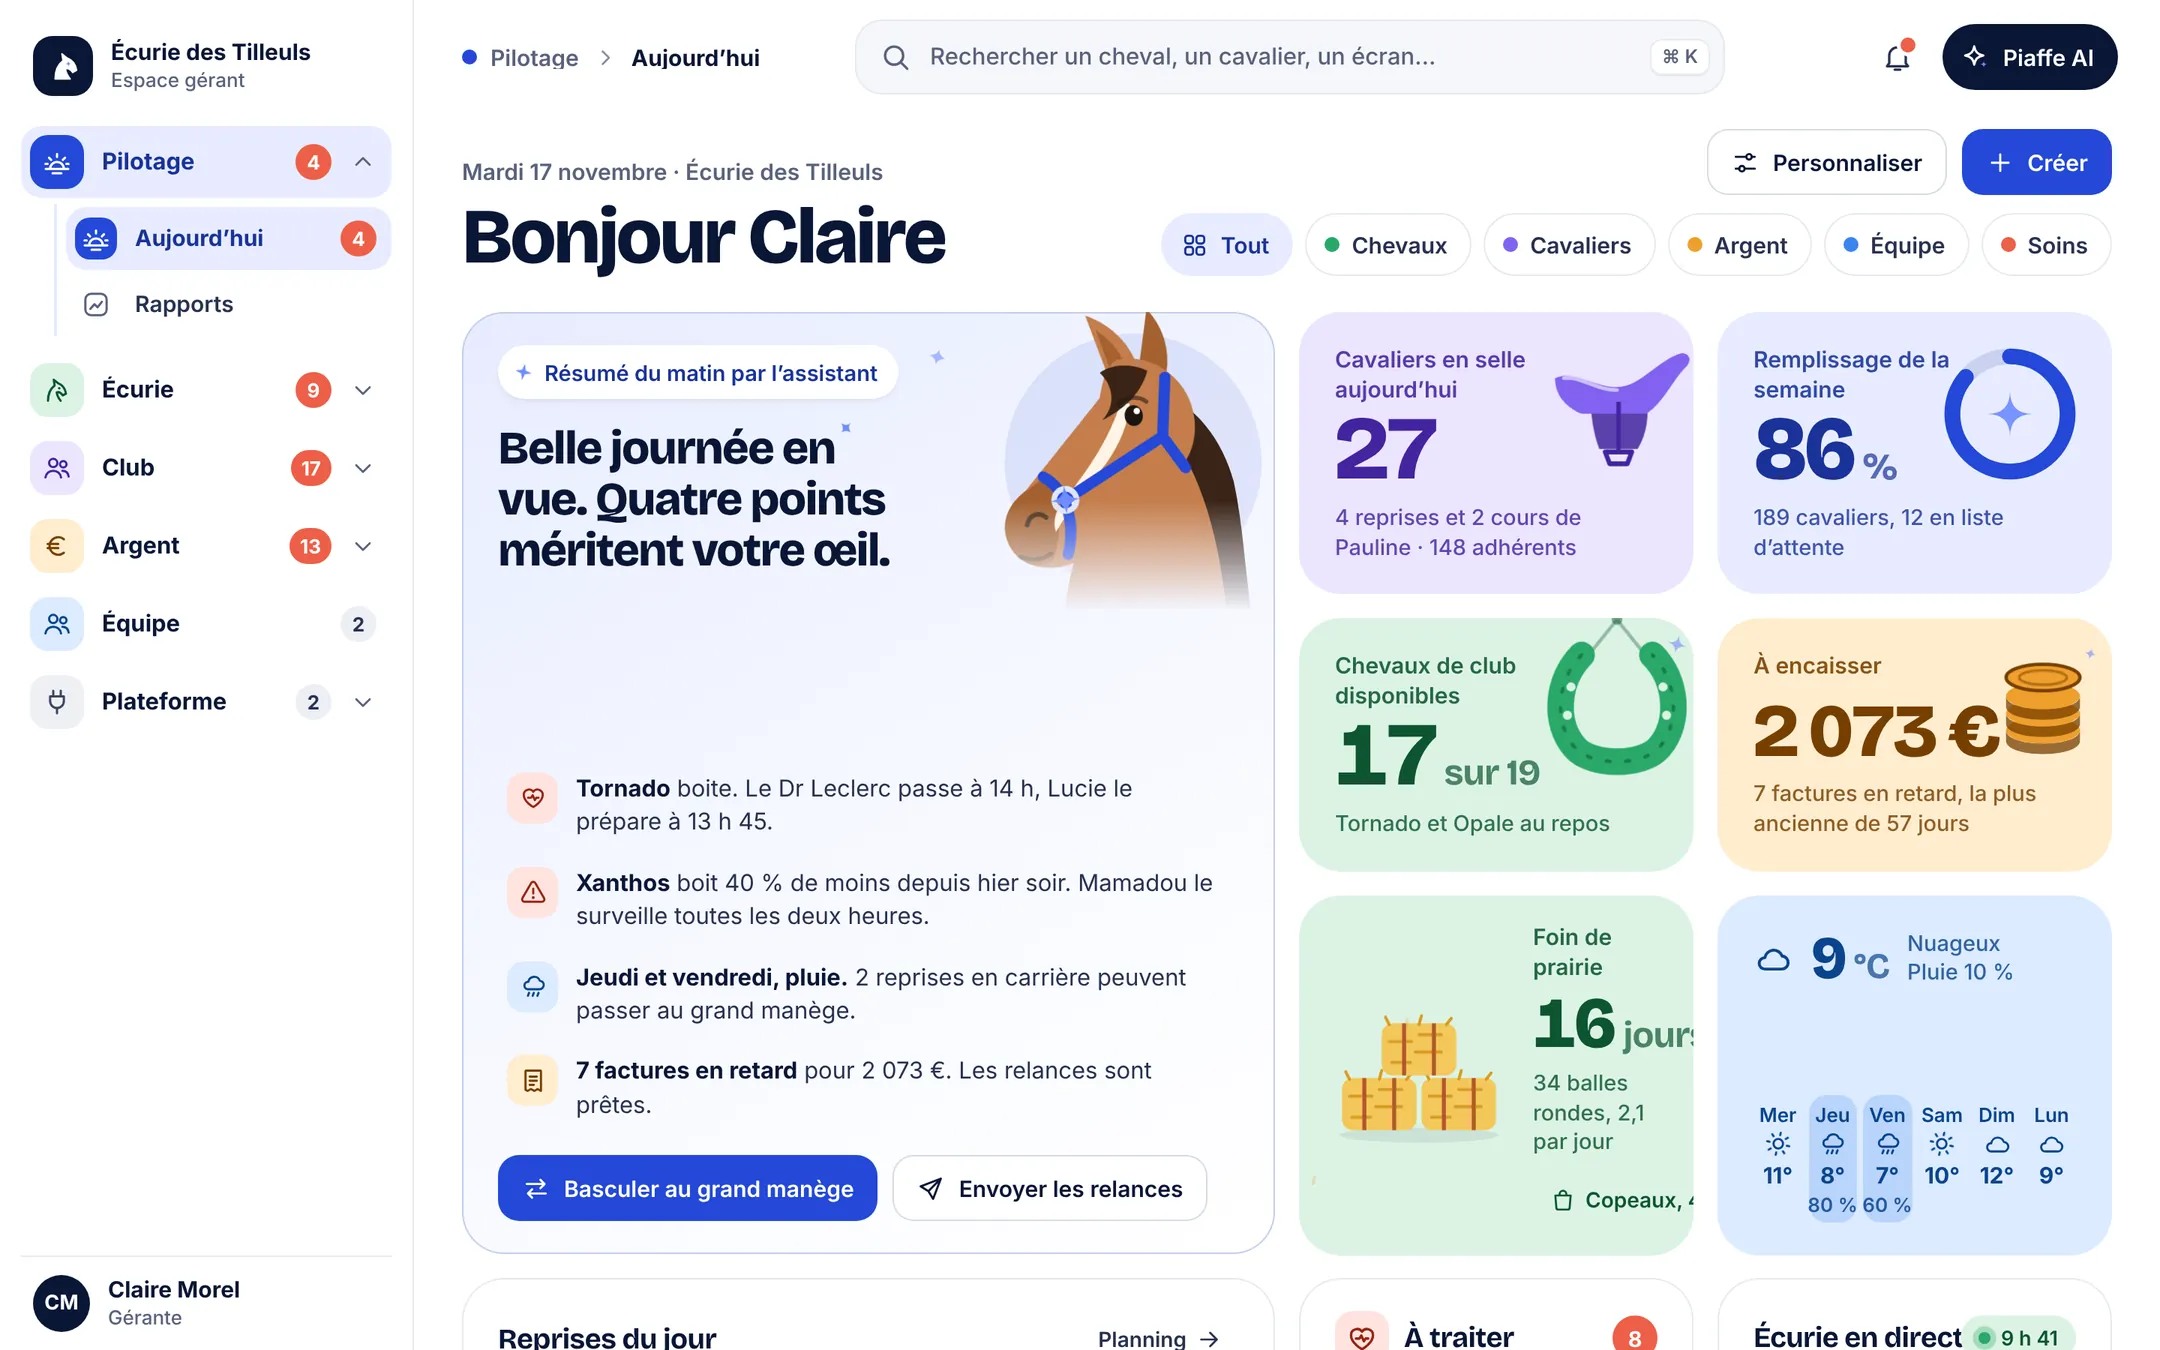 Écurie des Tilleuls
Espace gérant
Pilotage
4
Aujourd’hui
4
Rapports
Écurie
9
Club
17
€
Argent
13
Équipe
2
Plateforme
2
CM
Claire Morel
Gérante
Pilotage
Aujourd’hui
Rechercher un cheval, un cavalier, un écran...
⌘ K
Piaffe AI
Mardi 17 novembre · Écurie des Tilleuls
Bonjour Claire
Personnaliser
Créer
Tout
Chevaux
Cavaliers
Argent
Équipe
Soins
Résumé du matin par l’assistant
Belle journée en
vue. Quatre points
méritent votre œil.
Tornado boite. Le Dr Leclerc passe à 14 h, Lucie le
prépare à 13 h 45.
Xanthos boit 40 % de moins depuis hier soir. Mamadou le
surveille toutes les deux heures.
Jeudi et vendredi, pluie. 2 reprises en carrière peuvent
passer au grand manège.
7 factures en retard pour 2 073 €. Les relances sont
prêtes.
Basculer au grand manège
Envoyer les relances
Cavaliers en selle
aujourd’hui
27
4 reprises et 2 cours de
Pauline · 148 adhérents
Remplissage de la
semaine
86 %
189 cavaliers, 12 en liste
d’attente
Chevaux de club
disponibles
17 sur 19
Tornado et Opale au repos
À encaisser
2 073 €
7 factures en retard, la plus
ancienne de 57 jours
Foin de
prairie
16 jours
34 balles
rondes, 2,1
par jour
Copeaux,
9 °C
Nuageux
Pluie 10 %
Mer Jeu Ven Sam Dim Lun
11° 8° 7° 10° 12° 9°
80 % 60 %
Reprises du jour
Planning
À traiter
8
Écurie en direct
9 h 41